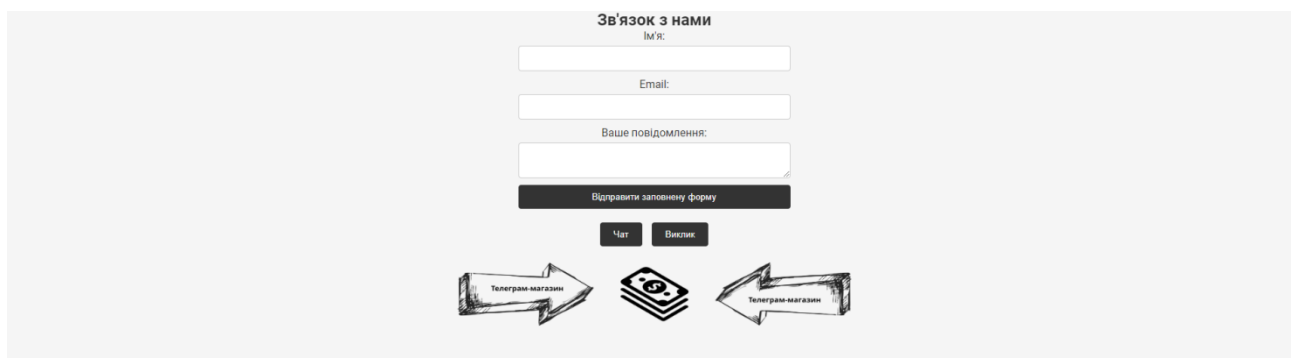 Зв'язок з нами
Ім'я:
Email:
Ваше повідомлення:
Відправити заповнену форму
Чат Виклик
Телеграм-магазин
Телеграм-магазин